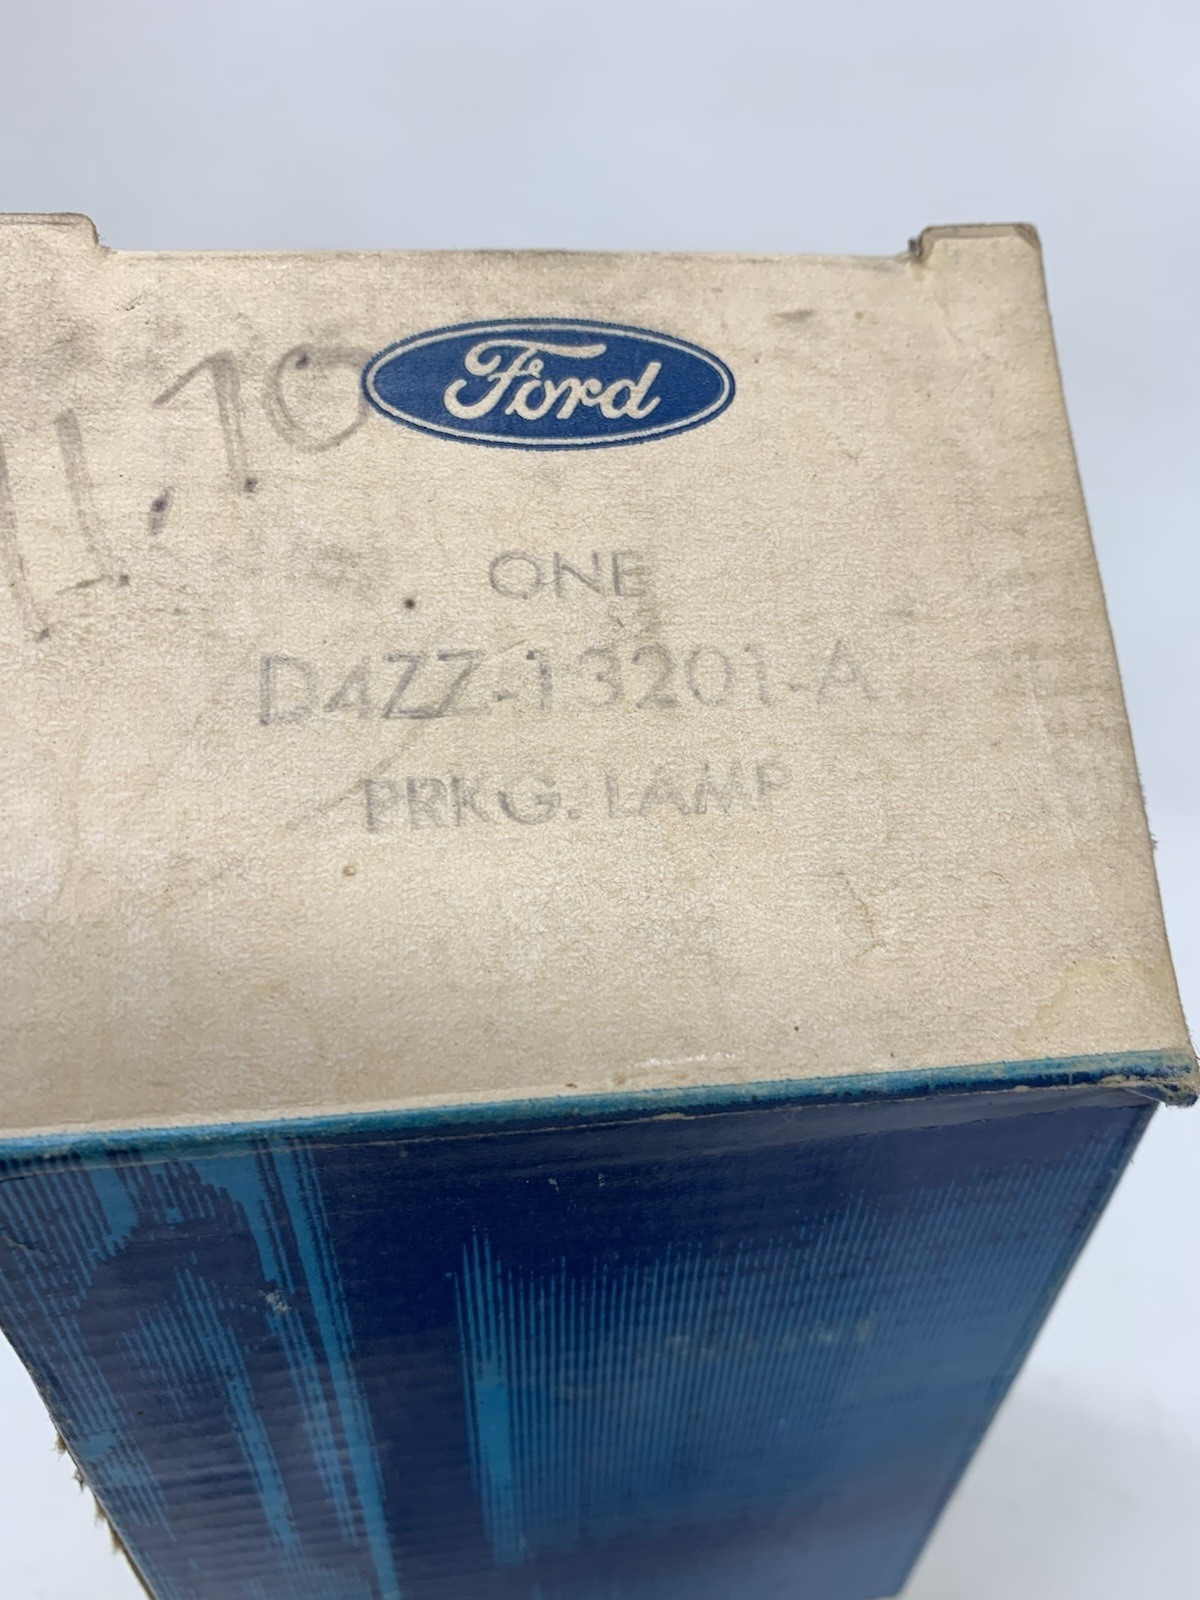 Ford
ONE
D4ZZ-13201-A
PRKG. LAMP